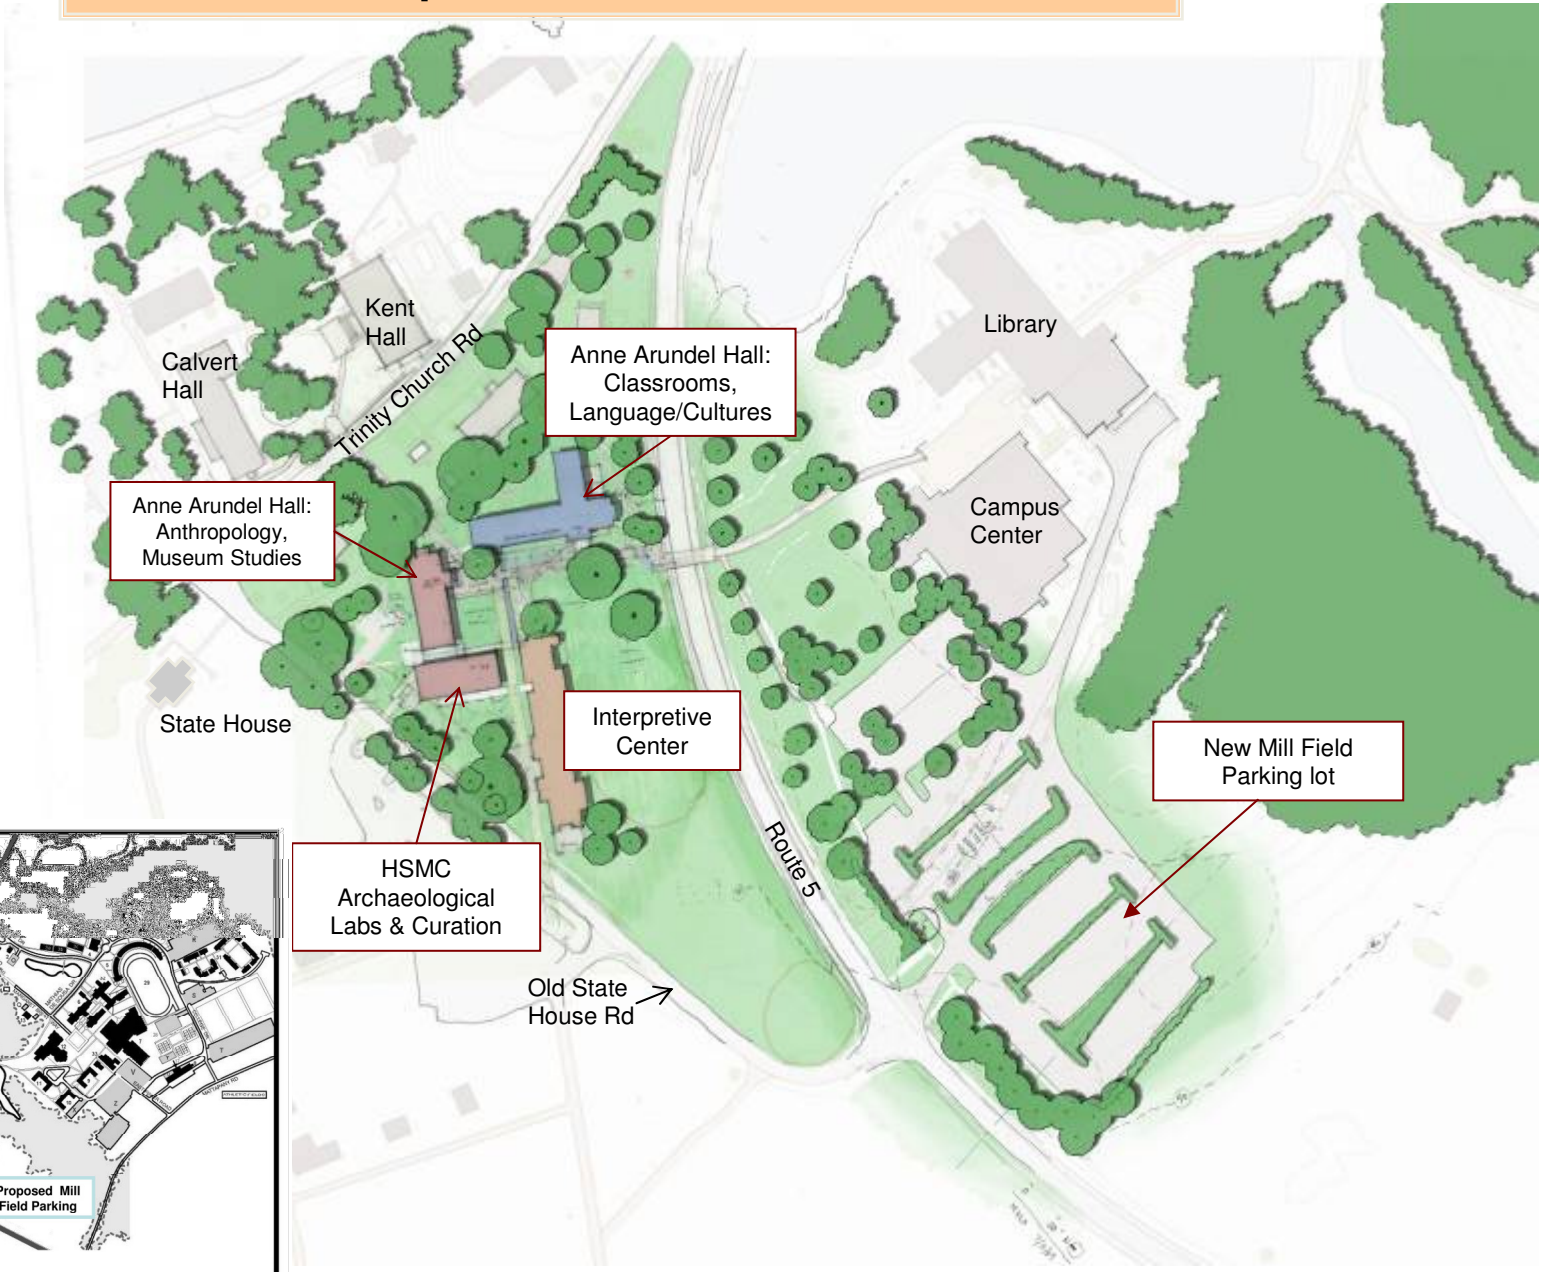 Kent
Hall
Calvert
Hall
Trinity Church Rd
Library
Anne Arundel Hall:
Classrooms,
Language/Cultures
Anne Arundel Hall:
Anthropology,
Museum Studies
Campus
Center
State House
Interpretive
Center
New Mill Field
Parking lot
HSMC
Archaeological
Labs & Curation
Route 5
Old State
House Rd
MATTAPANY RD
Proposed Mill
Field Parking